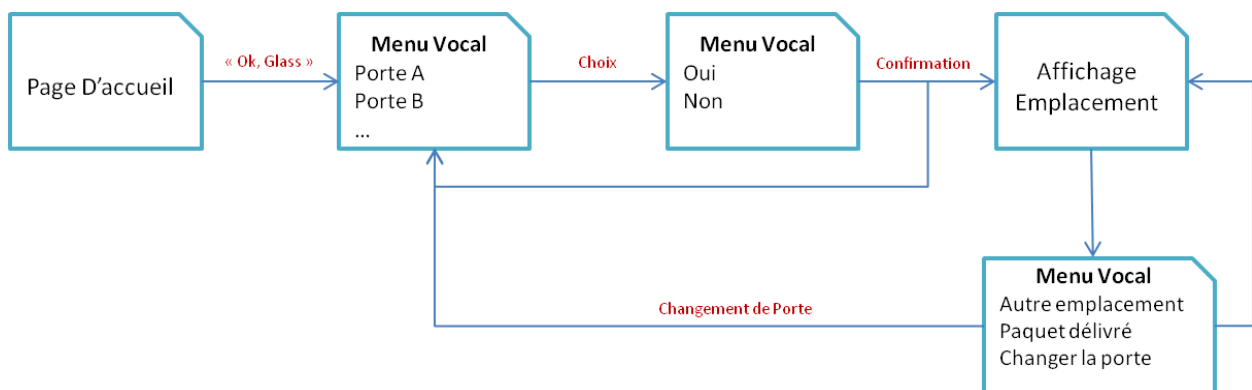 Page D'accueil
« Ok, Glass »
Menu Vocal
Porte A
Porte B
...
Choix
Menu Vocal
Oui
Non
Confirmation
Affichage
Emplacement
Changement de Porte
Menu Vocal
Autre emplacement
Paquet délivré
Changer la porte